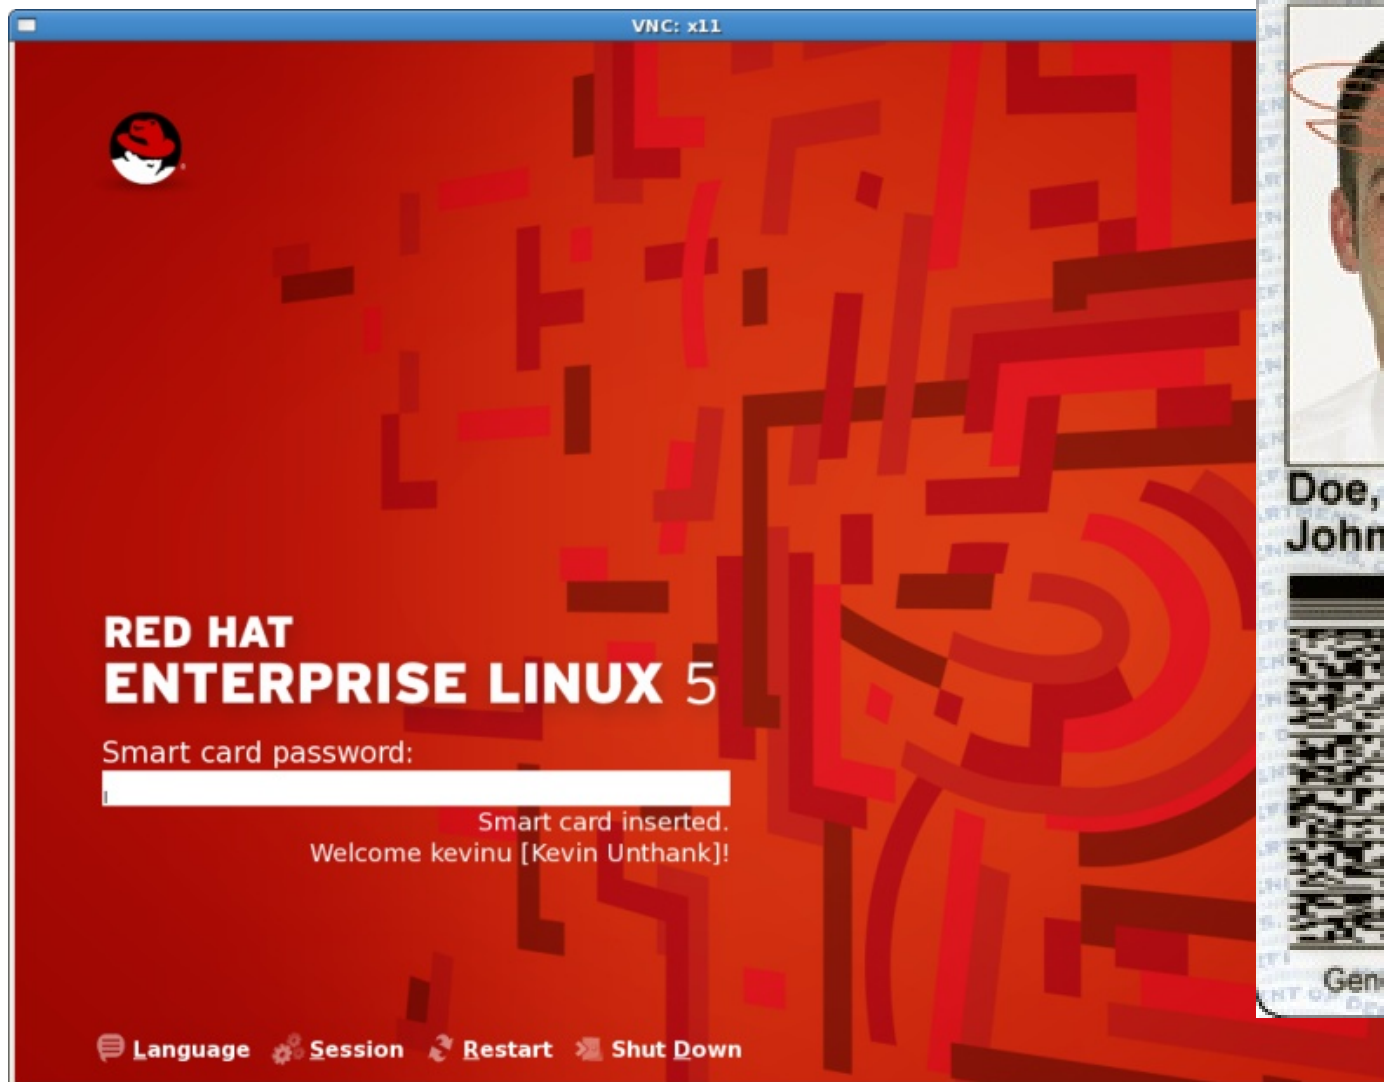 VNC: x11
RED HAT
ENTERPRISE LINUX 5
Smart card password:
Smart card inserted.
Welcome kevinu [Kevin Unthank]!
Language Session Restart Shut Down
Doe,
John